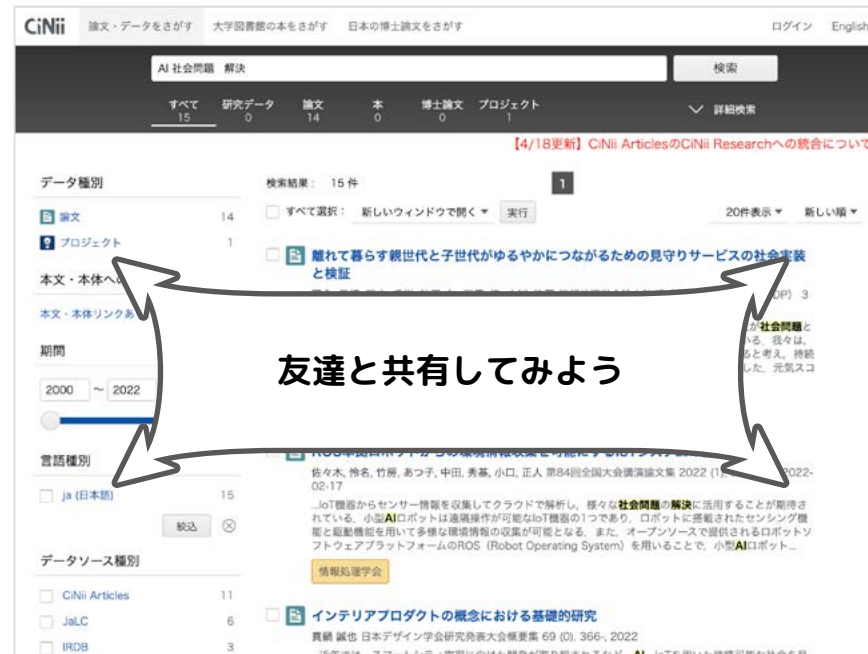 CiNii 論文・データをさがす 大学図書館の本をさがす 日本の博士論文をさがす ログイン English
AI 社会問題 解決 検索
すべて 研究データ 論文 本 博士論文 プロジェクト
15 0 14 0 0 1
詳細検索
【4/18更新】CiNii ArticlesのCiNii Researchへの統合について
データ種別
論文 14
プロジェクト 1
本文・本体への
本文・本体リンクあ
期間
2000 ～ 2022
言語種別
ja (日本語) 15
絞込
データソース種別
CiNii Articles 11
JaLC 6
IRDB 3
検索結果： 15 件 1
すべて選択： 新しいウィンドウで開く 実行 20件表示 新しい順
離れて暮らす親世代と子世代がゆるやかにつながるための見守りサービスの社会実装
と検証
DP） 3
が社会問題と
いる．我々は，
ると考え，持続
した．元気スコ
友達と共有してみよう
佐々木, 怜名, 竹房, あつ子, 中田, 秀基, 小口, 正人 第84回全国大会講演論文集 2022 (1), 2022-
02-17
...IoT機器からセンサー情報を収集してクラウドで解析し，様々な社会問題の解決に活用することが期待さ
れている．小型AIロボットは遠隔操作が可能なIoT機器の1つであり，ロボットに搭載されたセンシング機
能と駆動機能を用いて多様な環境情報の収集が可能となる．また，オープンソースで提供されるロボットソ
フトウェアプラットフォームのROS（Robot Operating System）を用いることで，小型AIロボット...
情報処理学会
インテリアプロダクトの概念における基礎的研究
真鍋 誠也 日本デザイン学会研究発表大会概要集 69 (0), 366-, 2022